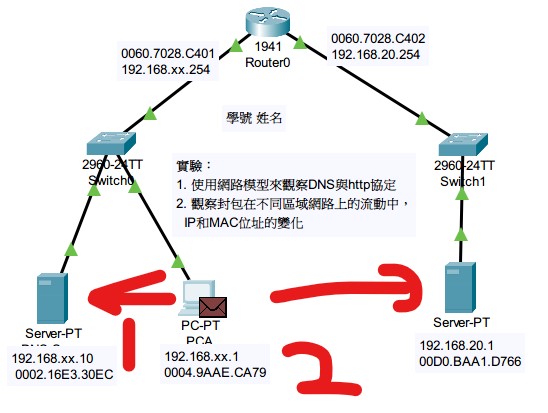 0060.7028.C401
192.168.xx.254
1941
Router0
0060.7028.C402
192.168.20.254
學號 姓名
2960-24TT
Switch0
實驗：
1. 使用網路模型來觀察DNS與http協定
2. 觀察封包在不同區域網路上的流動中，
IP和MAC位址的變化
2960-24TT
Switch1
Server-PT
192.168.xx.10
0002.16E3.30EC
PC-PT
PCA
192.168.xx.1
0004.9AAE.CA79
Server-PT
192.168.20.1
00D0.BAA1.D766
1
2